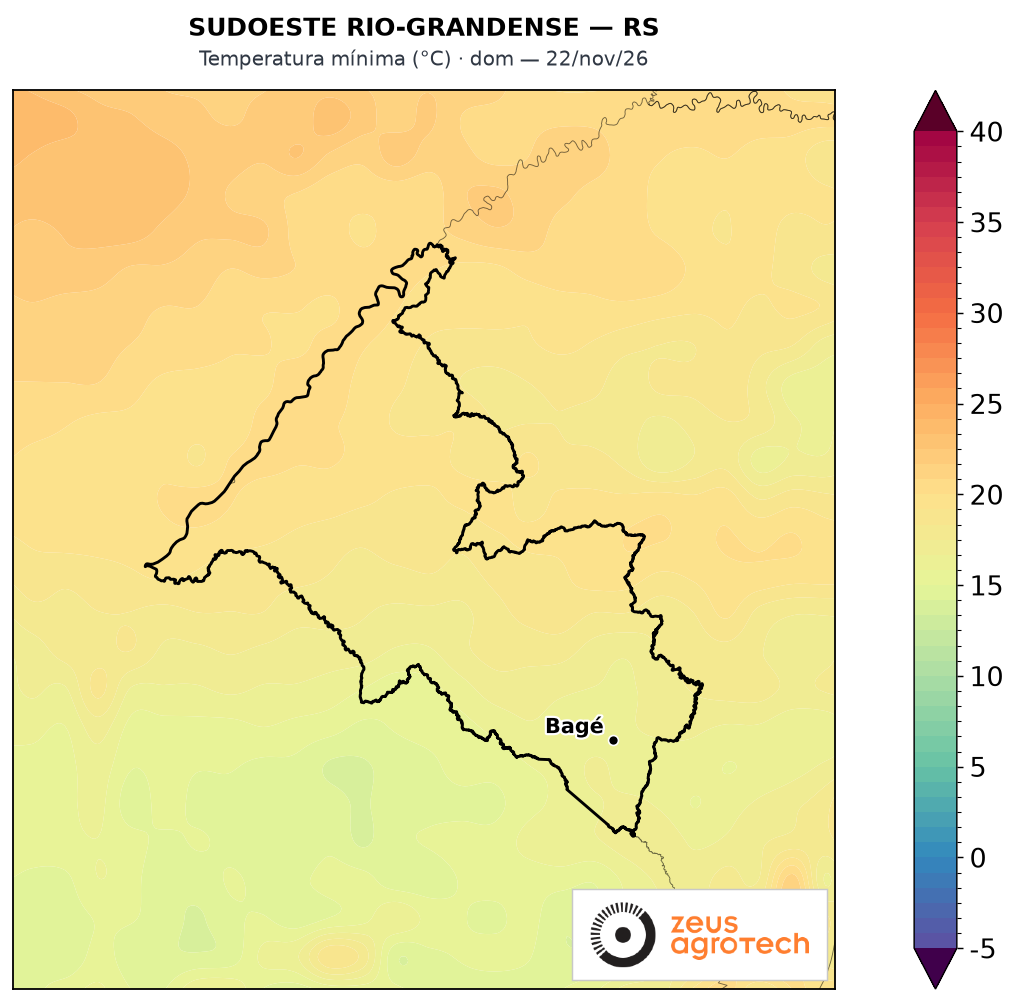 SUDOESTE RIO-GRANDENSE — RS
Temperatura mínima (°C) · dom — 22/nov/26
40
35
30
25
20
15
10
5
0
-5
Bagé
zeus
agrotech